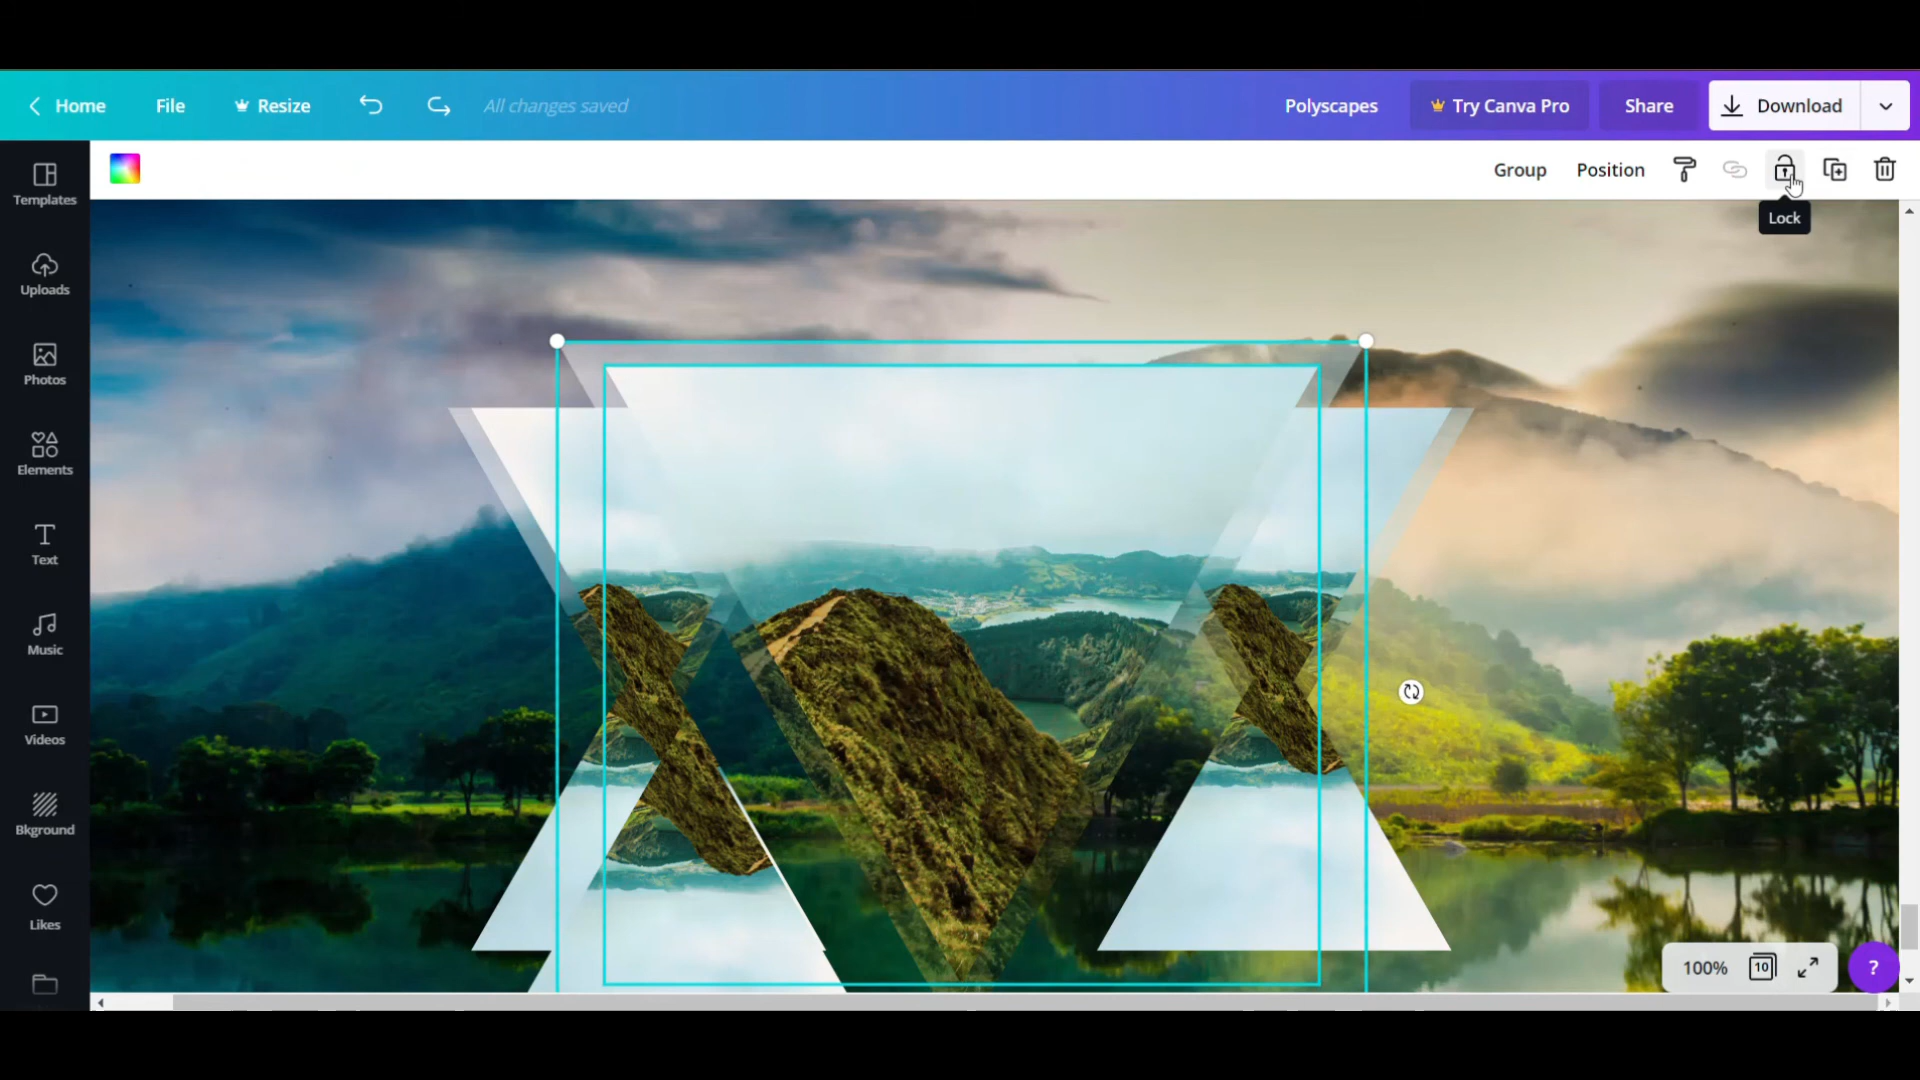 Home File Resize All changes saved Polyscapes Try Canva Pro Share Download
Group Position
Lock
Templates
Uploads
Photos
Elements
Text
Music
Videos
Bkground
Likes
100% 10 ?